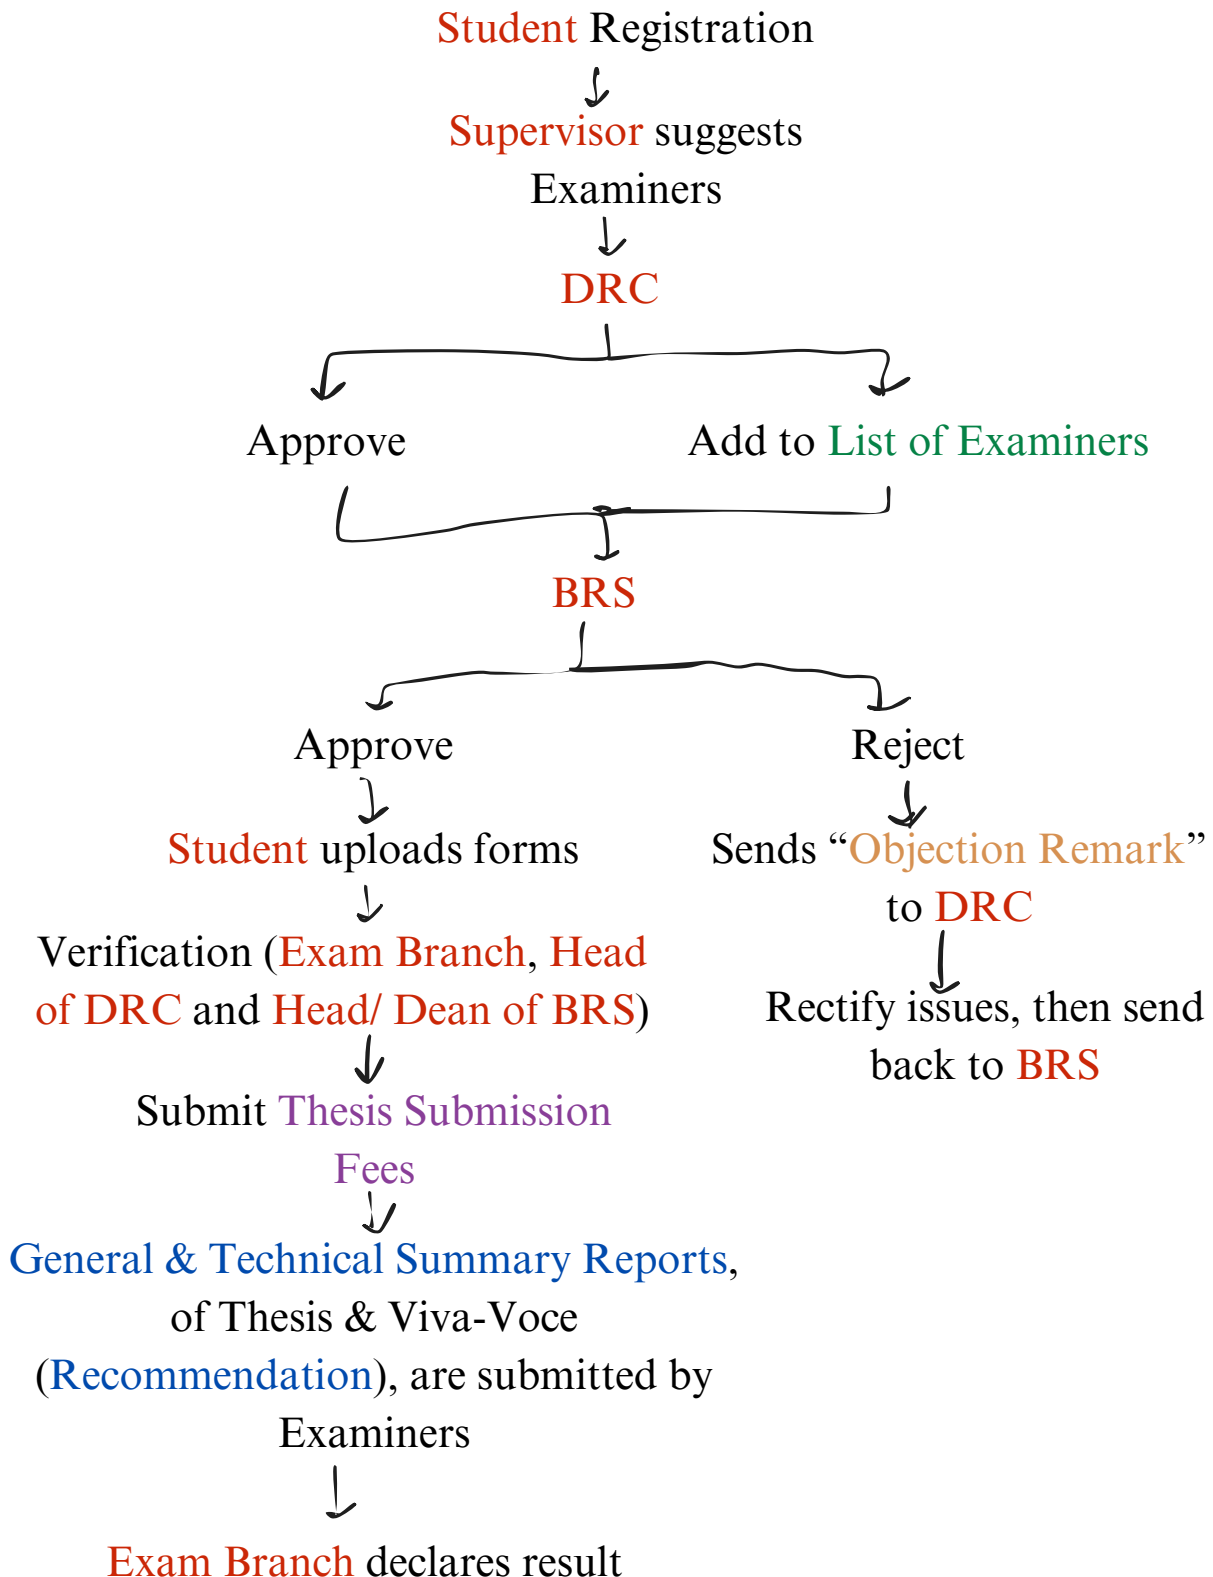 Student Registration
Supervisor suggests
Examiners
DRC
Approve
Add to List of Examiners
BRS
Approve
Reject
Student uploads forms
Sends “Objection Remark”
to DRC
Verification (Exam Branch, Head
of DRC and Head/ Dean of BRS)
Rectify issues, then send
back to BRS
Submit Thesis Submission
Fees
General & Technical Summary Reports,
of Thesis & Viva-Voce
(Recommendation), are submitted by
Examiners
Exam Branch declares result